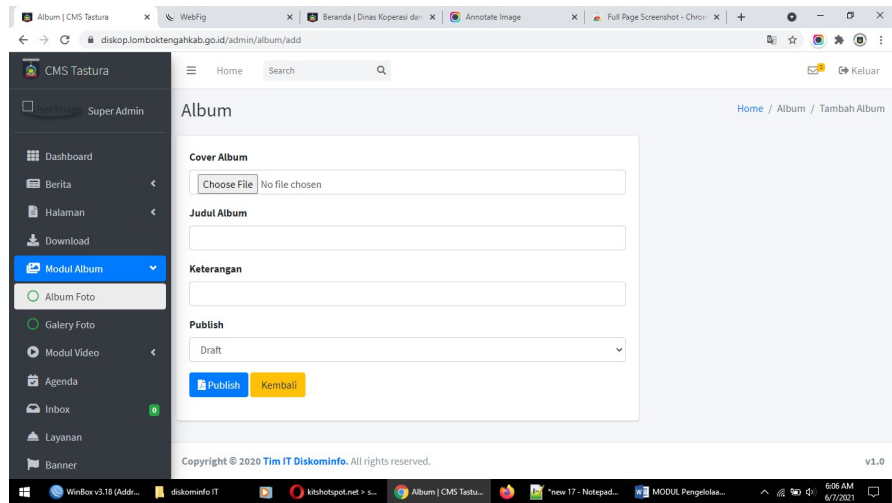 Album | CMS Tastura
WebFig
Beranda | Dinas Koperasi dan
Annotate Image
Full Page Screenshot - Chrom
diskop.lomboktengahkab.go.id/admin/album/add
CMS Tastura
Home
Search
Keluar
Super Admin
Album
Home / Album / Tambah Album
Dashboard
Berita
Halaman
Download
Modul Album
Album Foto
Galery Foto
Modul Video
Agenda
Inbox
0
Layanan
Banner
Cover Album
Choose File No file chosen
Judul Album
Keterangan
Publish
Draft
Publish
Kembali
Copyright © 2020 Tim IT Diskominfo. All rights reserved.
v1.0
WinBox v3.18 (Addr...
diskominfo IT
kitshotspot.net > s...
Album | CMS Tastu...
*new 17 - Notepad...
MODUL Pengelolaa...
6:06 AM
6/7/2021